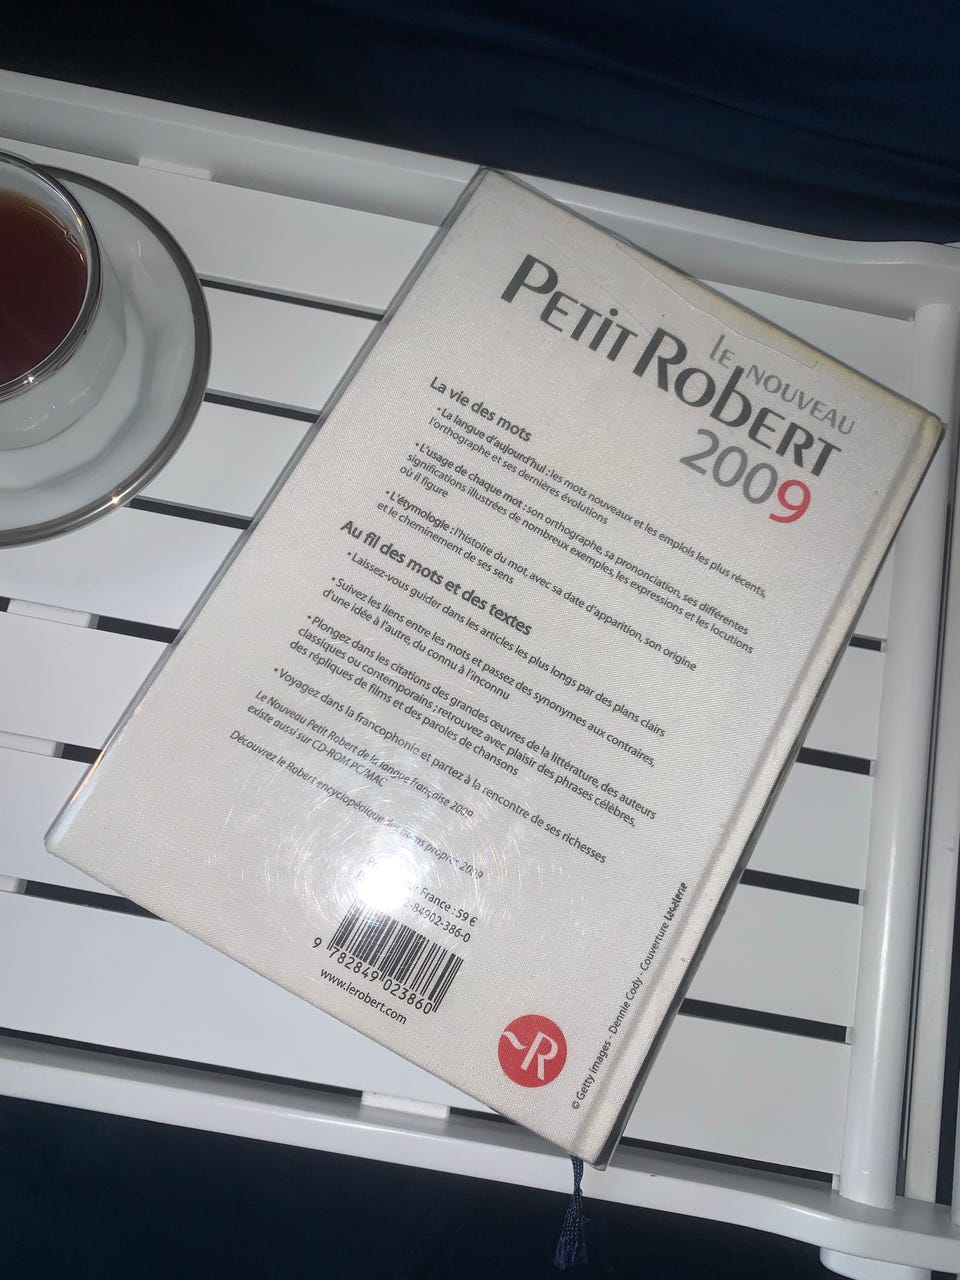 LE NOUVEAU
PETiT RobERT
2009
La vie des mots
• La langue d'aujourd'hui : les mots nouveaux et les emplois les plus récents,
l'orthographe et ses dernières évolutions
• L'usage de chaque mot : son orthographe, sa prononciation, ses différentes
significations illustrées de nombreux exemples, les expressions et les locutions
où il figure
• L'étymologie : l'histoire du mot, avec sa date d'apparition, son origine
et le cheminement de ses sens
Au fil des mots et des textes
• Laissez-vous guider dans les articles les plus longs par des plans clairs
• Suivez les liens entre les mots et passez des synonymes aux contraires,
d'une idée à l'autre, du connu à l'inconnu
• Plongez dans les citations des grandes œuvres de la littérature, des auteurs
classiques ou contemporains ; retrouvez avec plaisir des phrases célèbres,
des répliques de films et des paroles de chansons
• Voyagez dans la francophonie et partez à la rencontre de ses richesses
Le Nouveau Petit Robert de la langue française 2009
existe aussi sur CD-ROM PC/MAC
Découvrez le Robert encyclopédique des noms propres 2009
France : 59 €
-84902-386-0
9 782849 023860
www.lerobert.com
R
© Getty Images - Dennie Cody - Couverture lagalerie